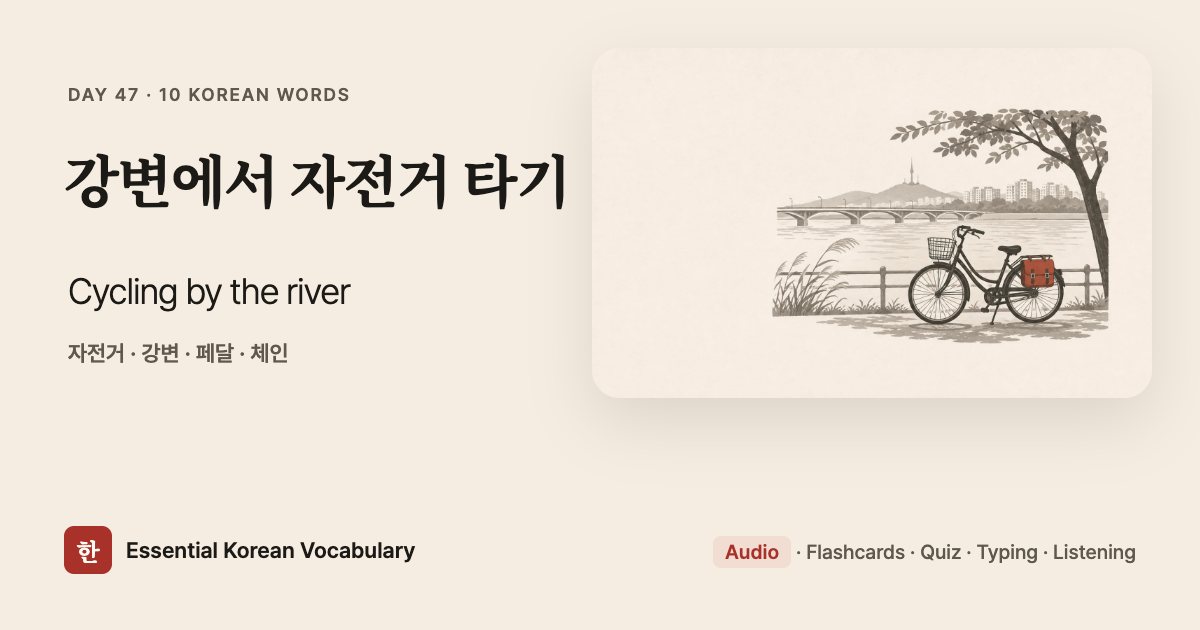 DAY 47 · 10 KOREAN WORDS
강변에서 자전거 타기
Cycling by the river
자전거 · 강변 · 페달 · 체인
한 Essential Korean Vocabulary
Audio · Flashcards · Quiz · Typing · Listening